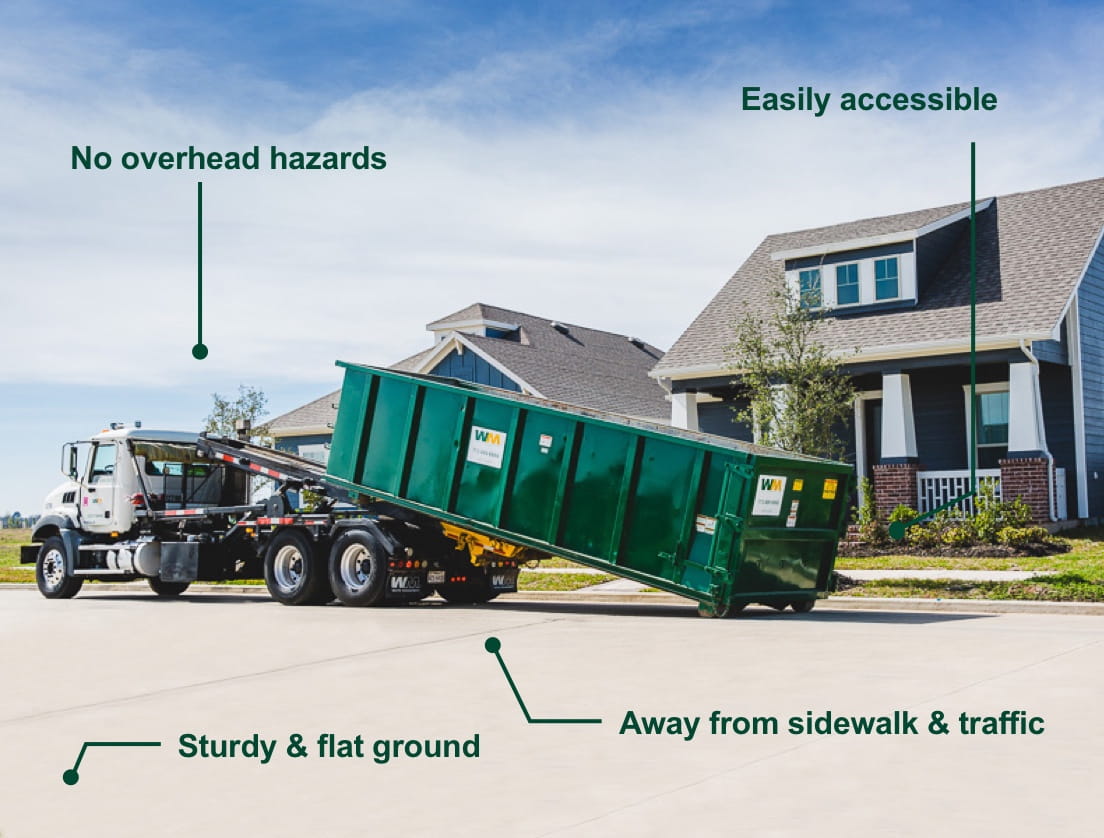 Easily accessible
No overhead hazards
WM
WM
WM
WM
Away from sidewalk & traffic
Sturdy & flat ground